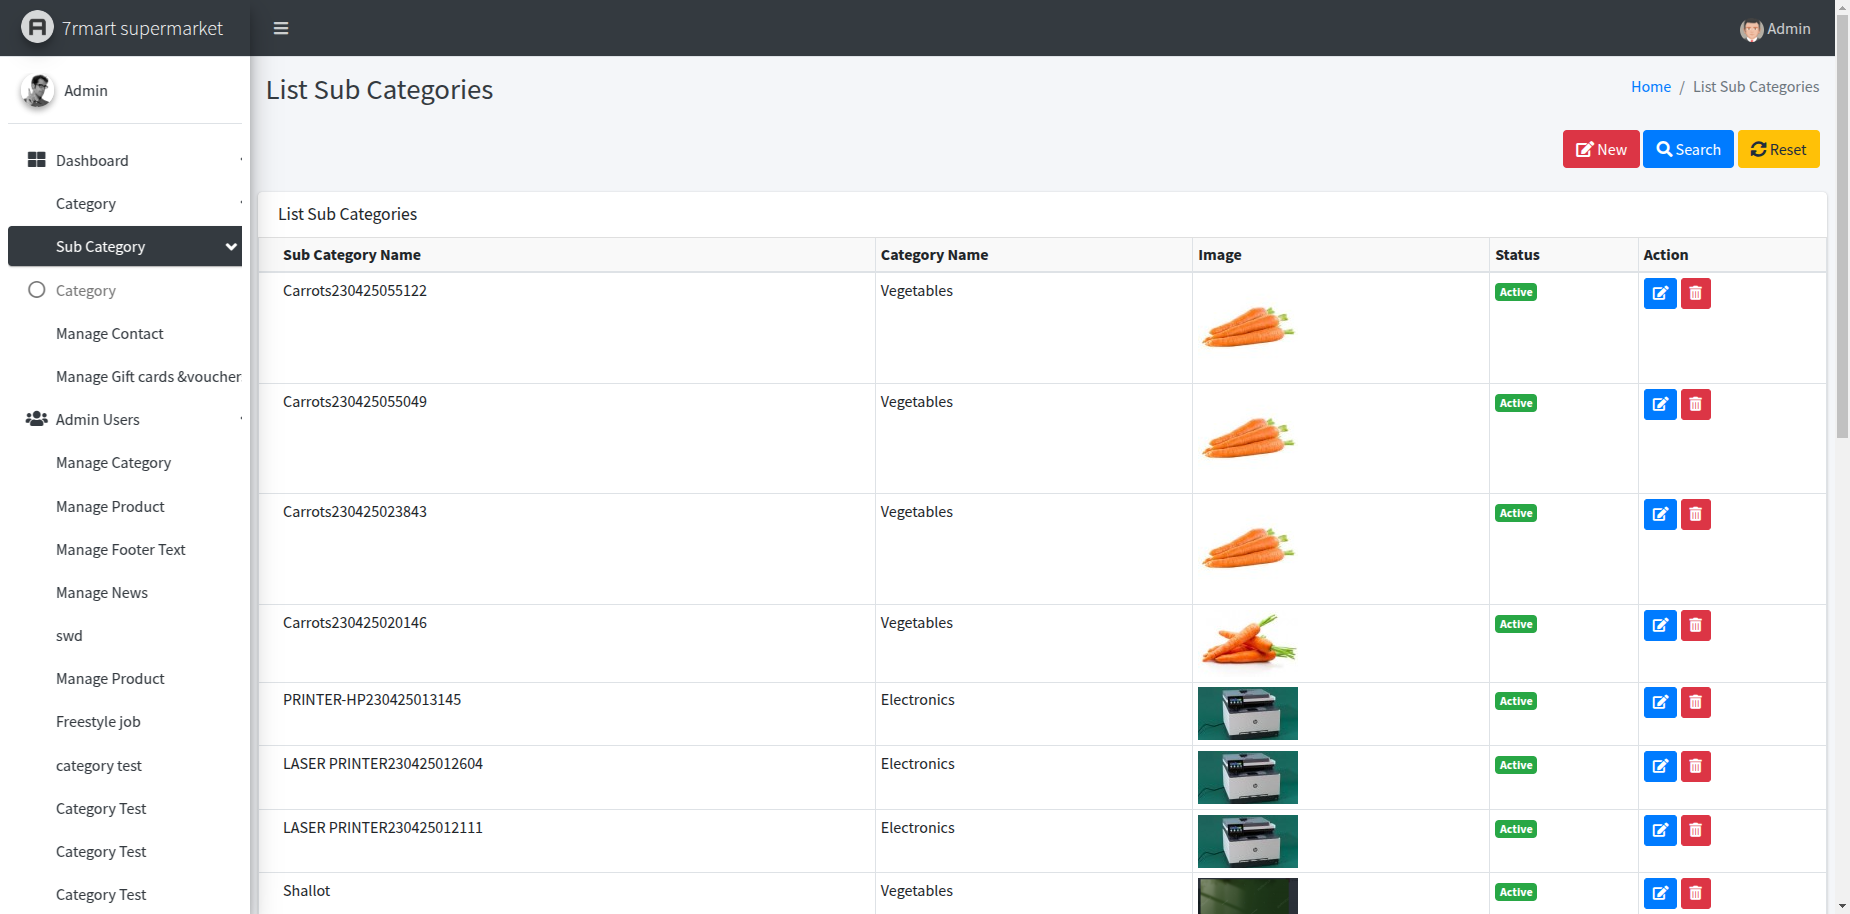 7rmart supermarket
Admin
Admin
List Sub Categories
Home / List Sub Categories
New
Search
Reset
Dashboard
Category
Sub Category
Category
Manage Contact
Manage Gift cards &voucher
Admin Users
Manage Category
Manage Product
Manage Footer Text
Manage News
swd
Manage Product
Freestyle job
category test
Category Test
Category Test
Category Test
List Sub Categories
Sub Category Name Category Name Image Status Action
Carrots230425055122 Vegetables Active
Carrots230425055049 Vegetables Active
Carrots230425023843 Vegetables Active
Carrots230425020146 Vegetables Active
PRINTER-HP230425013145 Electronics Active
LASER PRINTER230425012604 Electronics Active
LASER PRINTER230425012111 Electronics Active
Shallot Vegetables Active